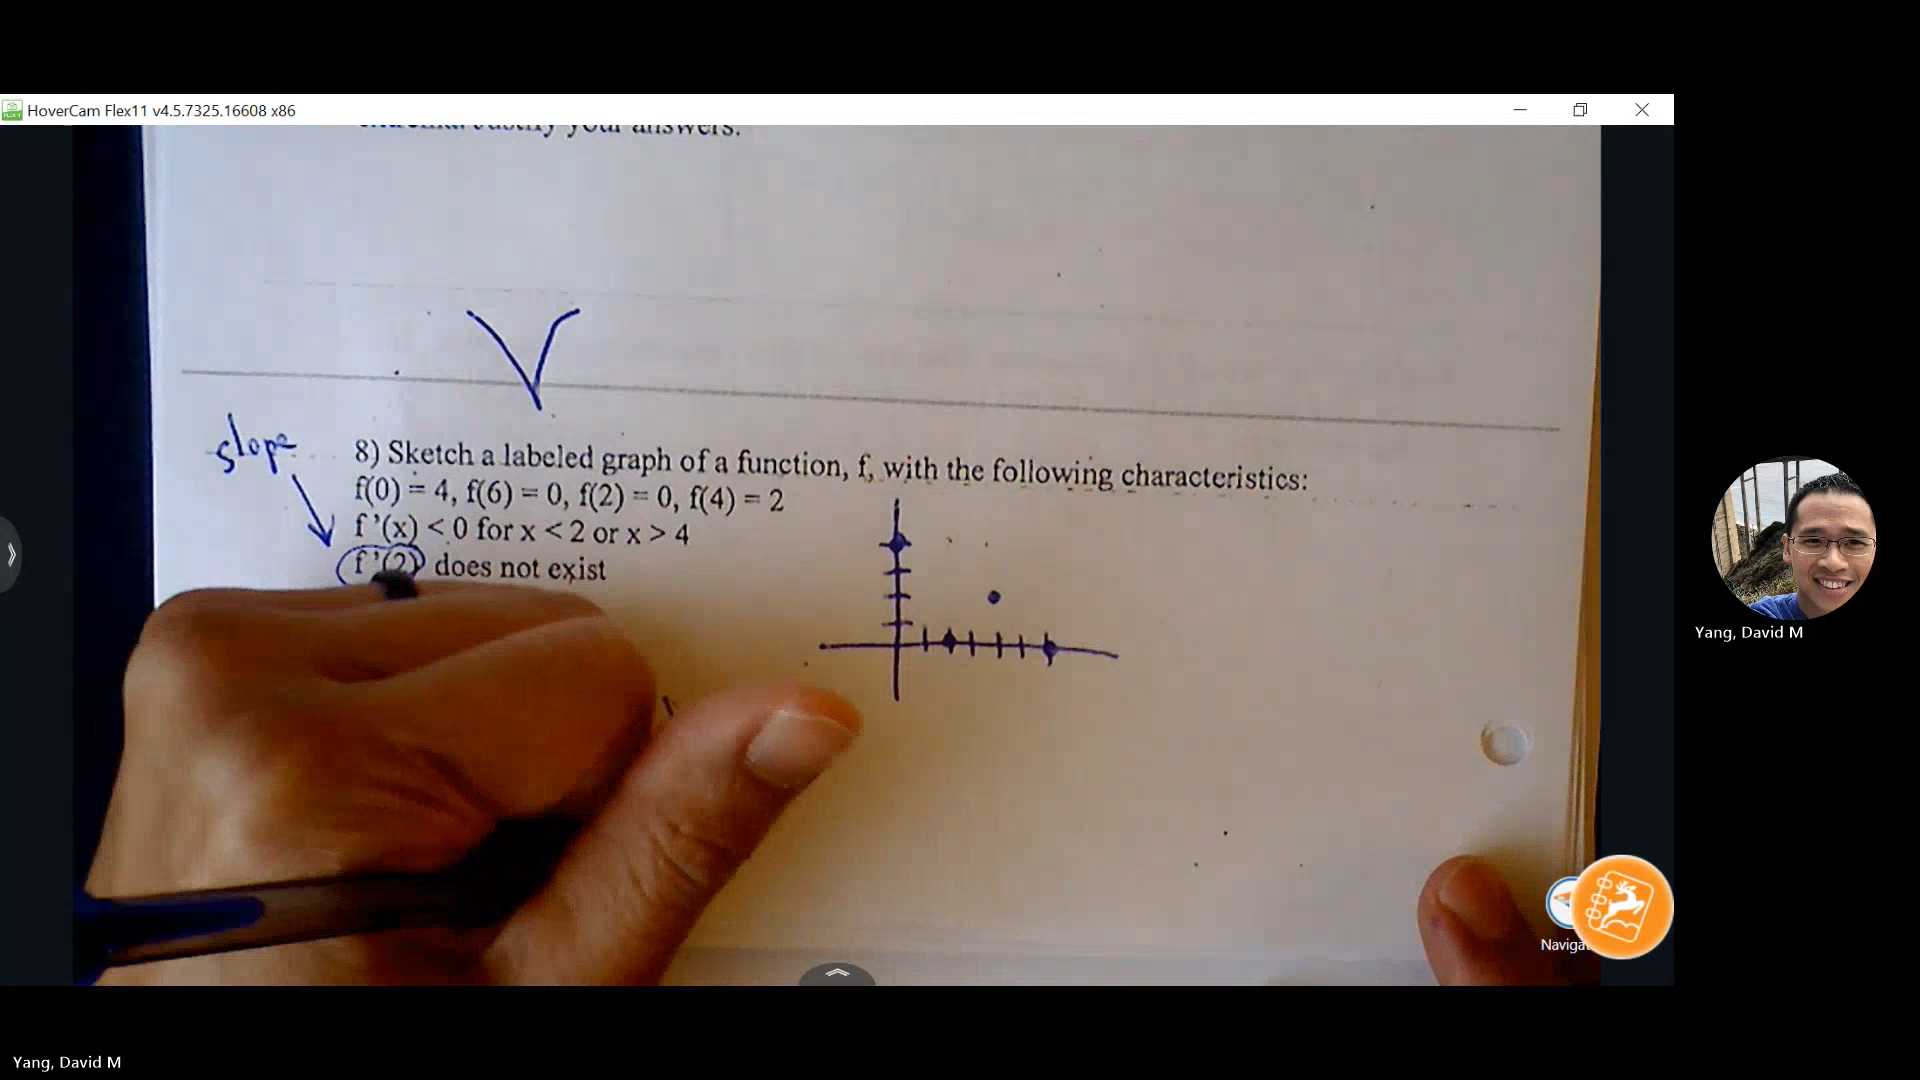 HoverCam Flex11 v4.5.7325.16608 x86
your answers.
slope
8) Sketch a labeled graph of a function, f, with the following characteristics:
f(0) = 4, f(6) = 0, f(2) = 0, f(4) = 2
f '(x) < 0 for x < 2 or x > 4
f '(2) does not exist
Yang, David M
Yang, David M